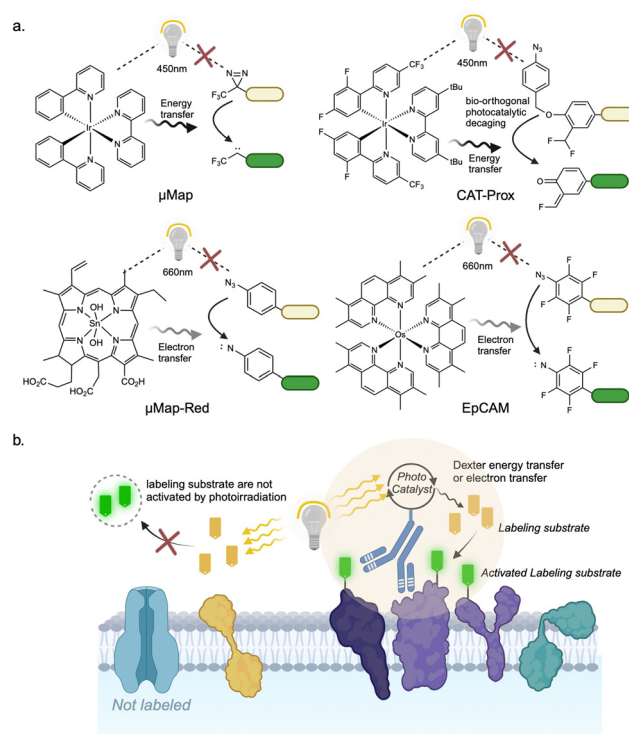 a.
450nm
F₃C
N=N
Energy
transfer
F₃C
Ir
N
N
N
N
μMap
450nm
N₃
CF₃
F
F
F
F
tBu
tBu
CF₃
Ir
N
N
N
N
bio-orthogonal
photocatalytic
decaging
Energy
transfer
O
F
F
O
F
CAT-Prox
660nm
N₃
OH
Sn
OH
N
N
N
N
Electron
transfer
:N
HO₂C
HO₂C
CO₂H
μMap-Red
660nm
N₃
F
F
F
F
Os
N
N
N
N
N
N
Electron
transfer
:N
F
F
F
F
EpCAM
b.
labeling substrate are not
activated by photoirradiation
Photo
Catalyst
Dexter energy transfer
or electron transfer
Labeling substrate
Activated Labeling substrate
Not labeled